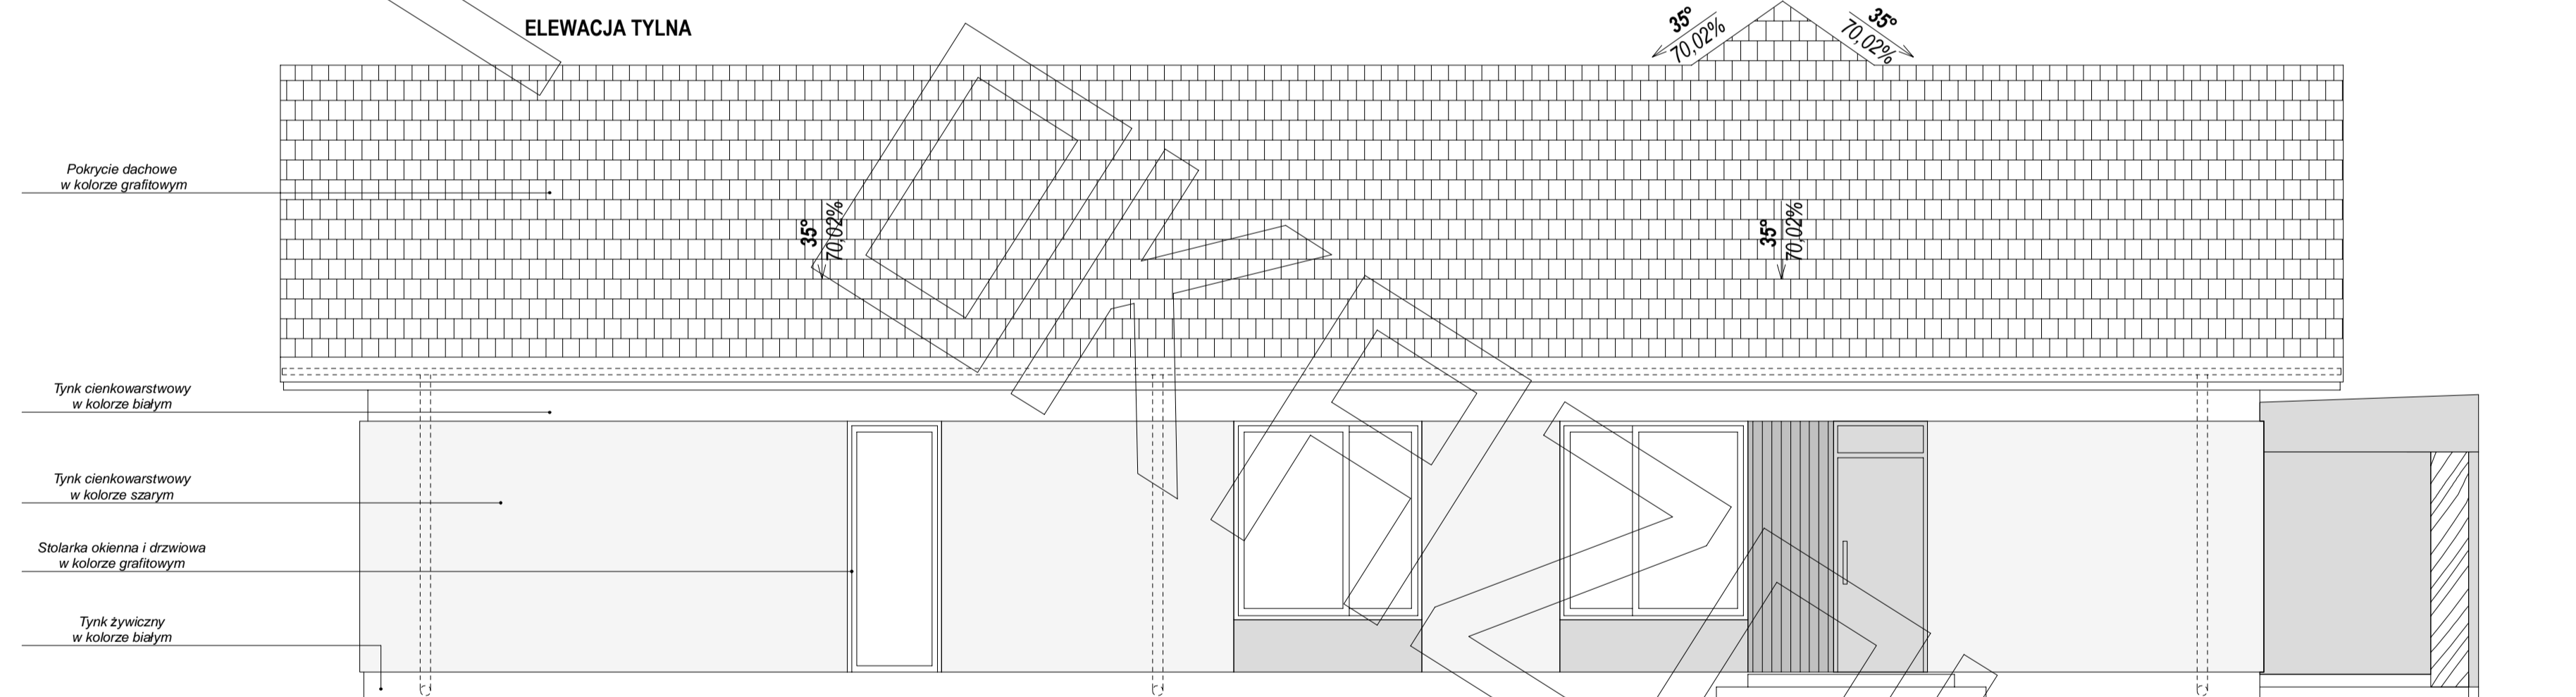 ELEWACJA TYLNA
35°
70,02%
35°
70,02%
Pokrycie dachowe
w kolorze grafitowym
35°
70,02%
35°
70,02%
Tynk cienkowarstwowy
w kolorze białym
Tynk cienkowarstwowy
w kolorze szarym
Stolarka okienna i drzwiowa
w kolorze grafitowym
Tynk żywiczny
w kolorze białym